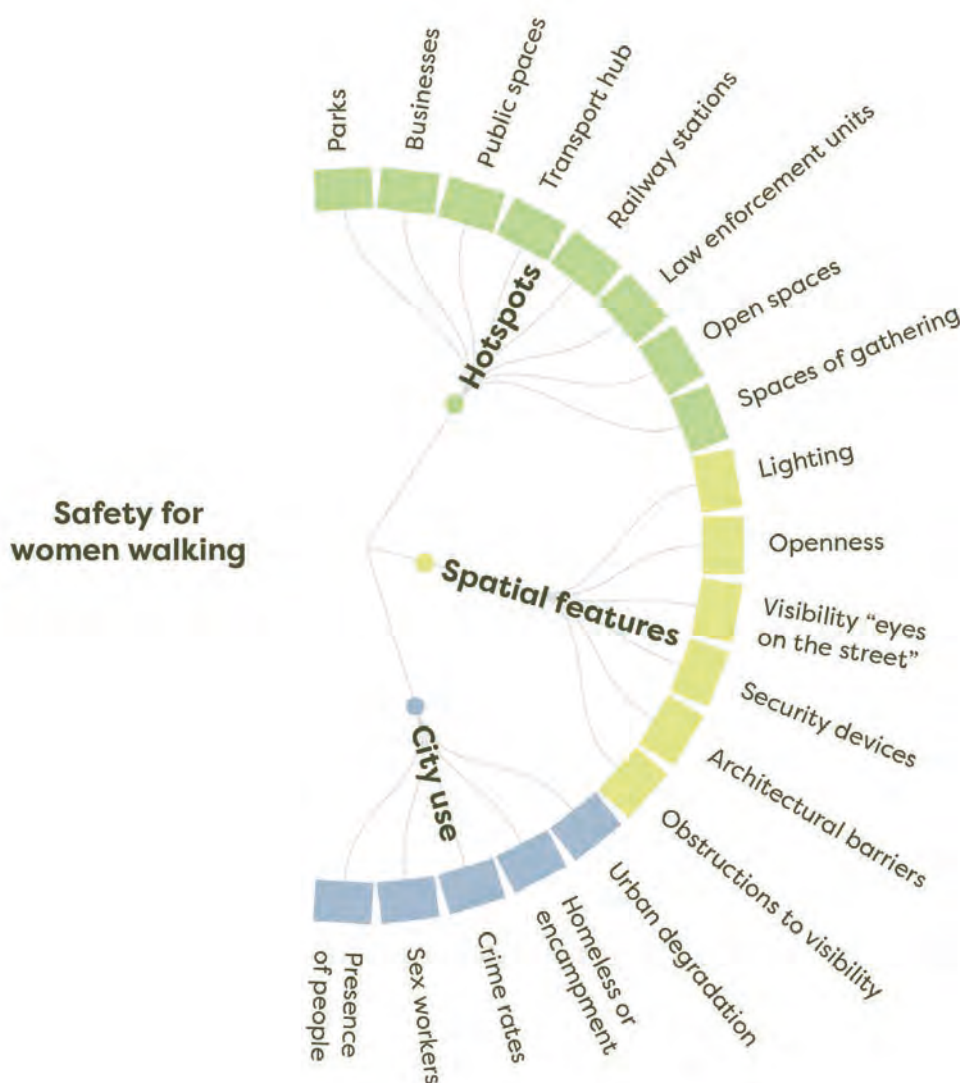 Parks
Businesses
Public spaces
Transport hub
Railway stations
Law enforcement units
Open spaces
Spaces of gathering
Hotspots
Safety for
women walking
Lighting
Openness
Visibility “eyes
on the street”
Security devices
Architectural barriers
Obstructions to visibility
Spatial features
City use
Urban degradation
Homeless or
encampment
Crime rates
Sex workers
Presence
of people